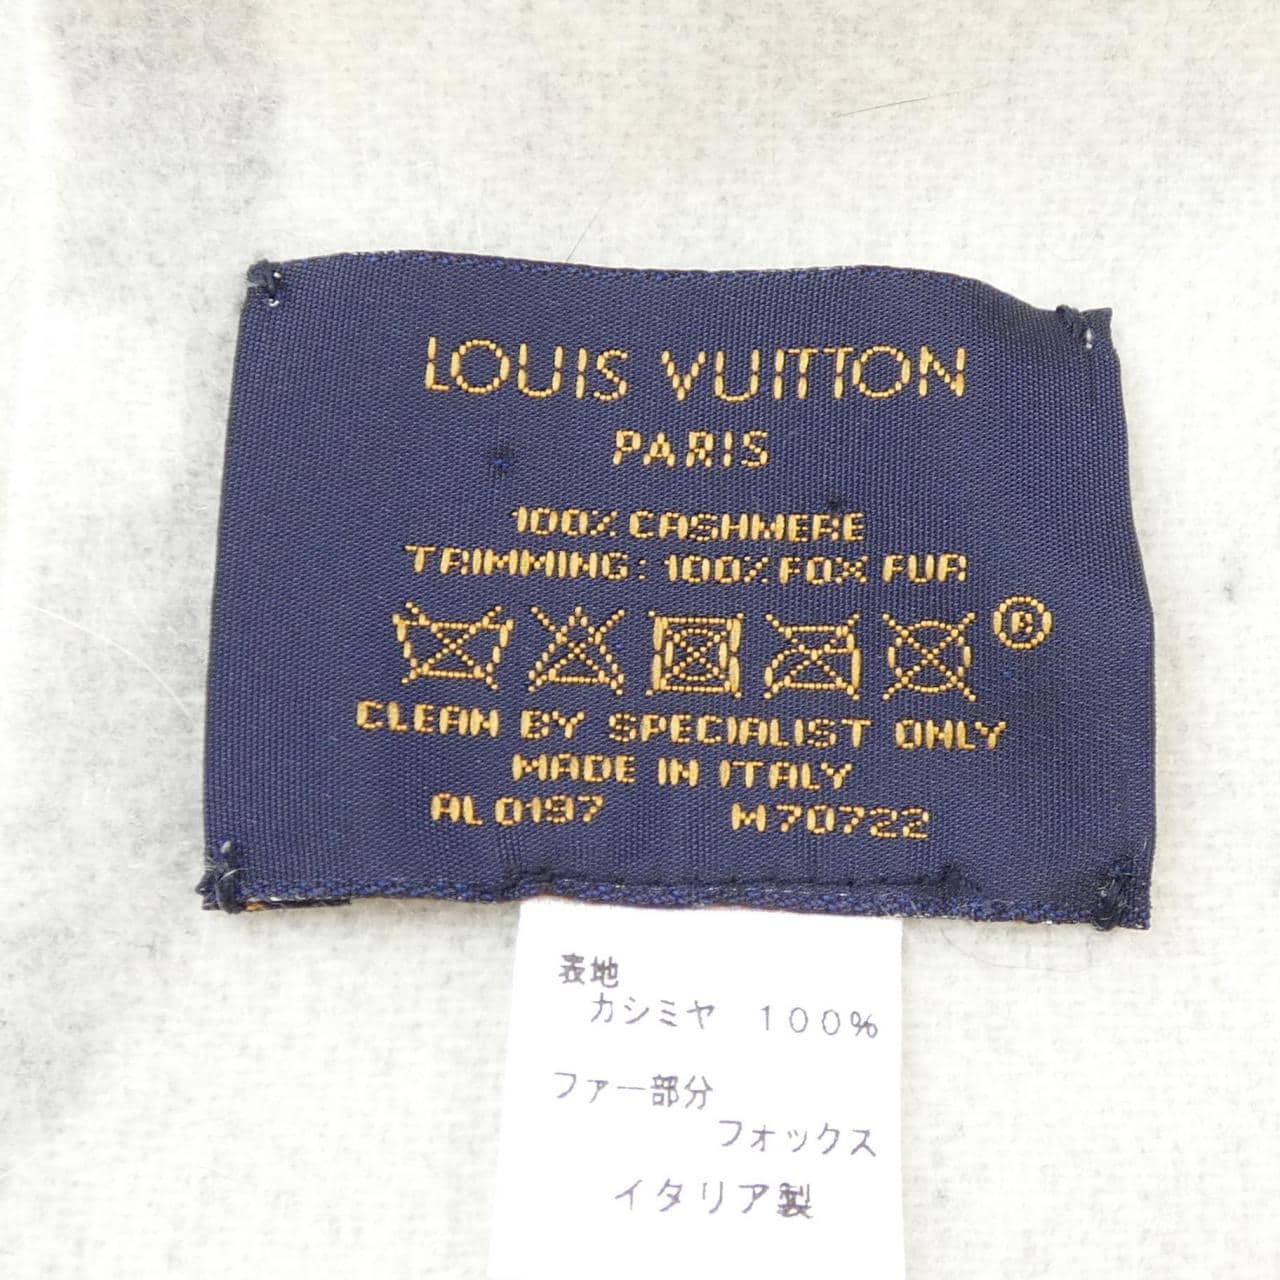 LOUIS VUITTON
PARIS
100% CASHMERE
TRIMMING: 100% FOX FUR
®
CLEAN BY SPECIALIST ONLY
MADE IN ITALY
AL0197 M70722
表地
カシミヤ 100%
ファー部分
フォックス
イタリア製